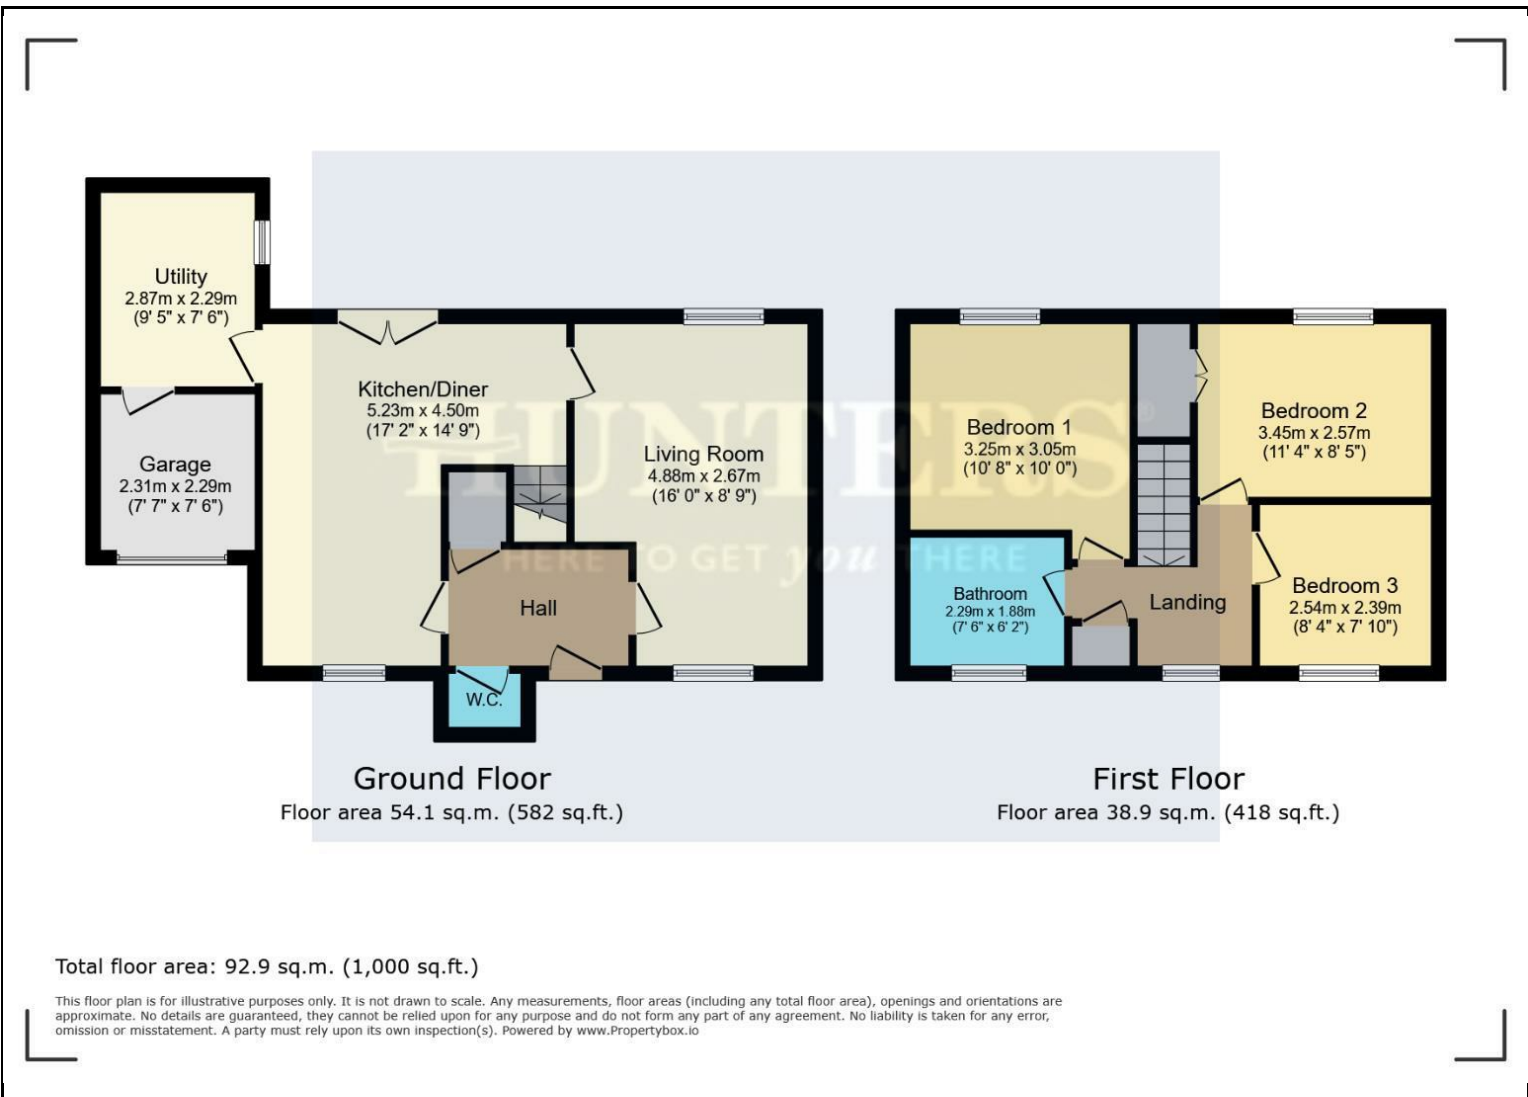 Utility
2.87m x 2.29m
(9' 5" x 7' 6")
Kitchen/Diner
5.23m x 4.50m
(17' 2" x 14' 9")
Garage
2.31m x 2.29m
(7' 7" x 7' 6")
Living Room
4.88m x 2.67m
(16' 0" x 8' 9")
Hall
W.C.
Bedroom 1
3.25m x 3.05m
(10' 8" x 10' 0")
Bedroom 2
3.45m x 2.57m
(11' 4" x 8' 5")
Bathroom
2.29m x 1.88m
(7' 6" x 6' 2")
Landing
Bedroom 3
2.54m x 2.39m
(8' 4" x 7' 10")
HUNTERS®
HERE TO GET you THERE
Ground Floor
Floor area 54.1 sq.m. (582 sq.ft.)
First Floor
Floor area 38.9 sq.m. (418 sq.ft.)
Total floor area: 92.9 sq.m. (1,000 sq.ft.)
This floor plan is for illustrative purposes only. It is not drawn to scale. Any measurements, floor areas (including any total floor area), openings and orientations are
approximate. No details are guaranteed, they cannot be relied upon for any purpose and do not form any part of any agreement. No liability is taken for any error,
omission or misstatement. A party must rely upon its own inspection(s). Powered by www.Propertybox.io